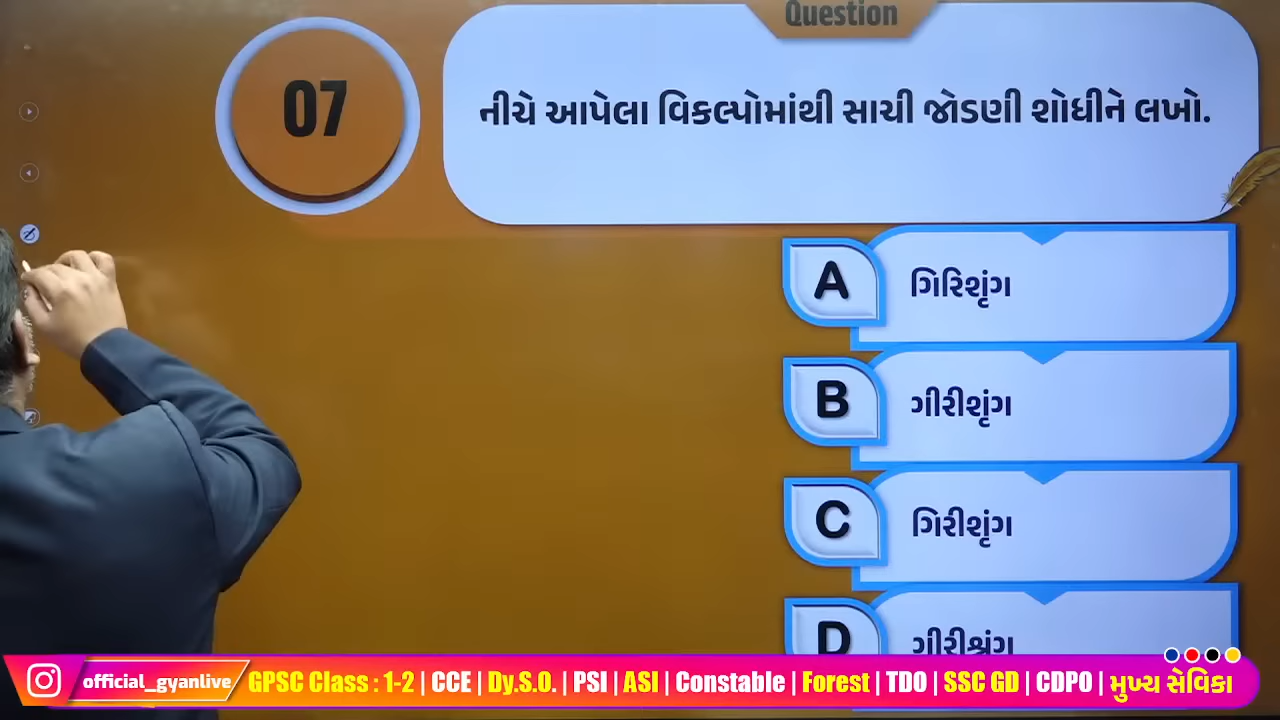 Question
07
નીચે આપેલા વિકલ્પોમાંથી સાચી જોડણી શોધીને લખો.
A
ગિરિશૃંગ
B
ગીરીશૃંગ
C
ગિરીશૃંગ
D
official_gyanlive
GPSC Class : 1-2 | CCE | Dy.S.O. | PSI | ASI | Constable | Forest | TDO | SSC GD | CDPO | મુખ્ય સેવિકા